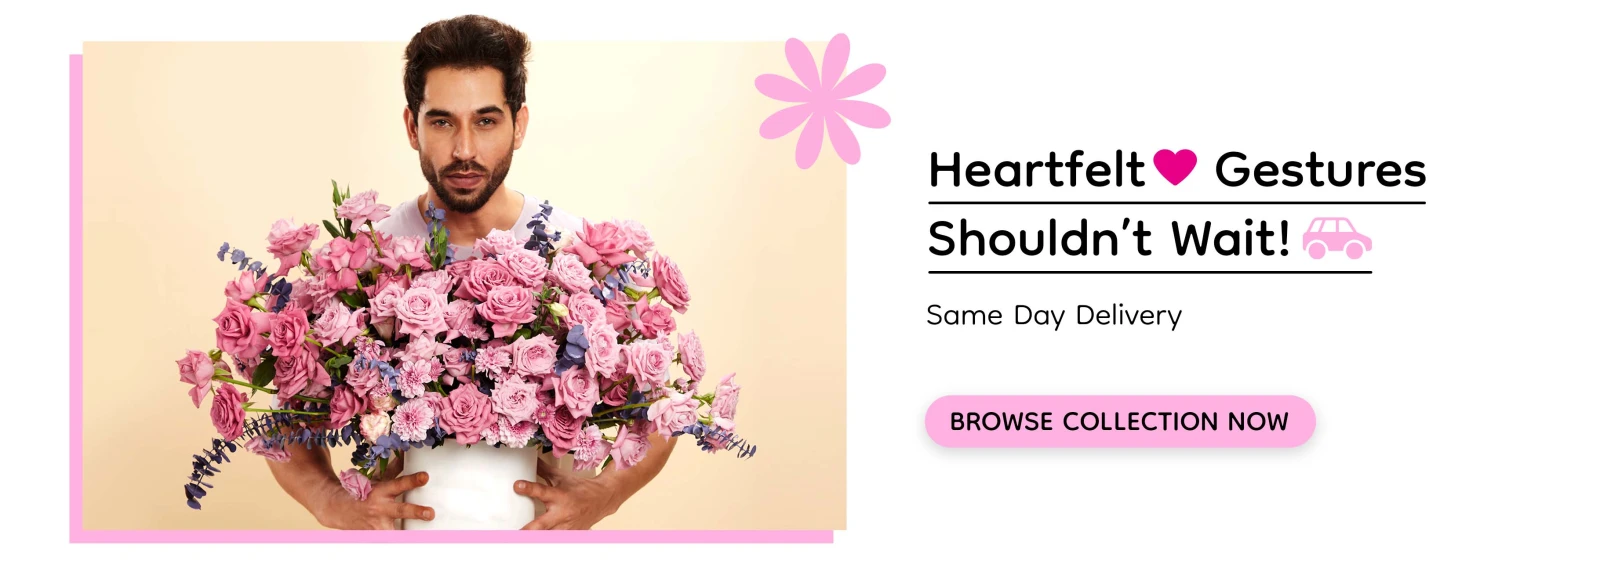 Heartfelt Gestures
Shouldn't Wait!
Same Day Delivery
BROWSE COLLECTION NOW